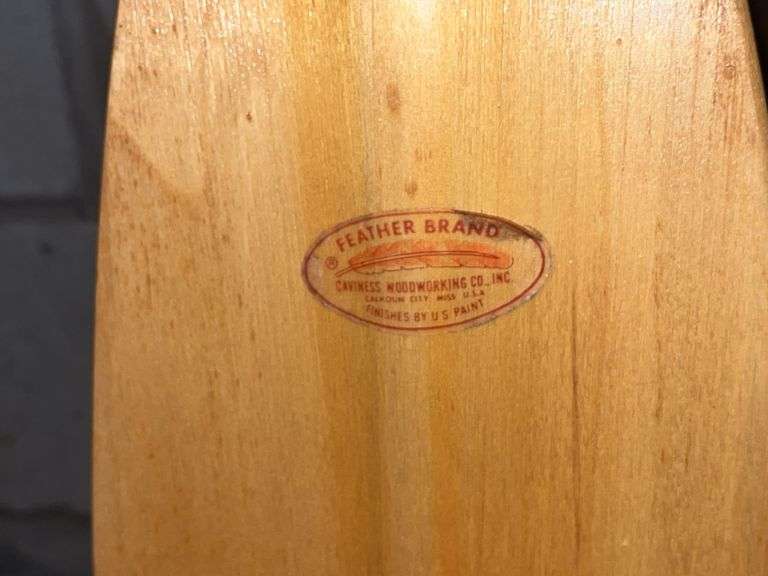 FEATHER BRAND
®
CAVINESS WOODWORKING CO., INC.
CALHOUN CITY, MISS U.S.A
FINISHES BY U S PAINT